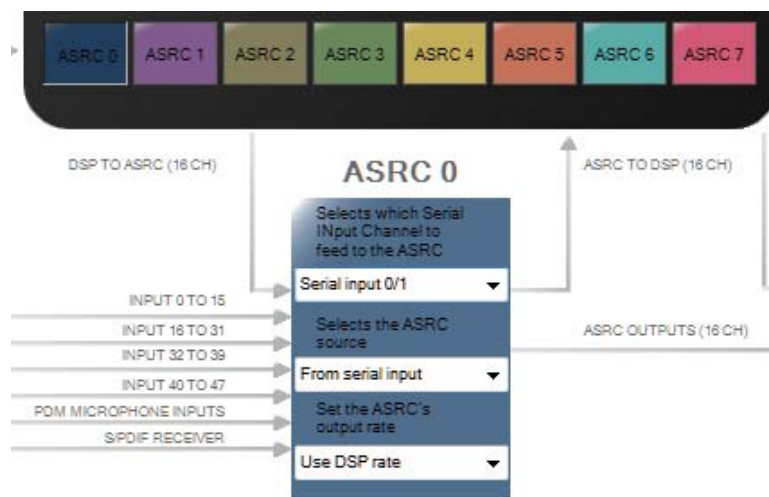 ASRC 0 ASRC 1 ASRC 2 ASRC 3 ASRC 4 ASRC 5 ASRC 6 ASRC 7
DSP TO ASRC (16 CH)
ASRC 0
ASRC TO DSP (16 CH)
Selects which Serial
INput Channel to
feed to the ASRC
Serial input 0/1
INPUT 0 TO 15
INPUT 16 TO 31
INPUT 32 TO 39
INPUT 40 TO 47
PDM MICROPHONE INPUTS
S/PDIF RECEIVER
Selects the ASRC
source
From serial input
Set the ASRC's
output rate
Use DSP rate
ASRC OUTPUTS (16 CH)